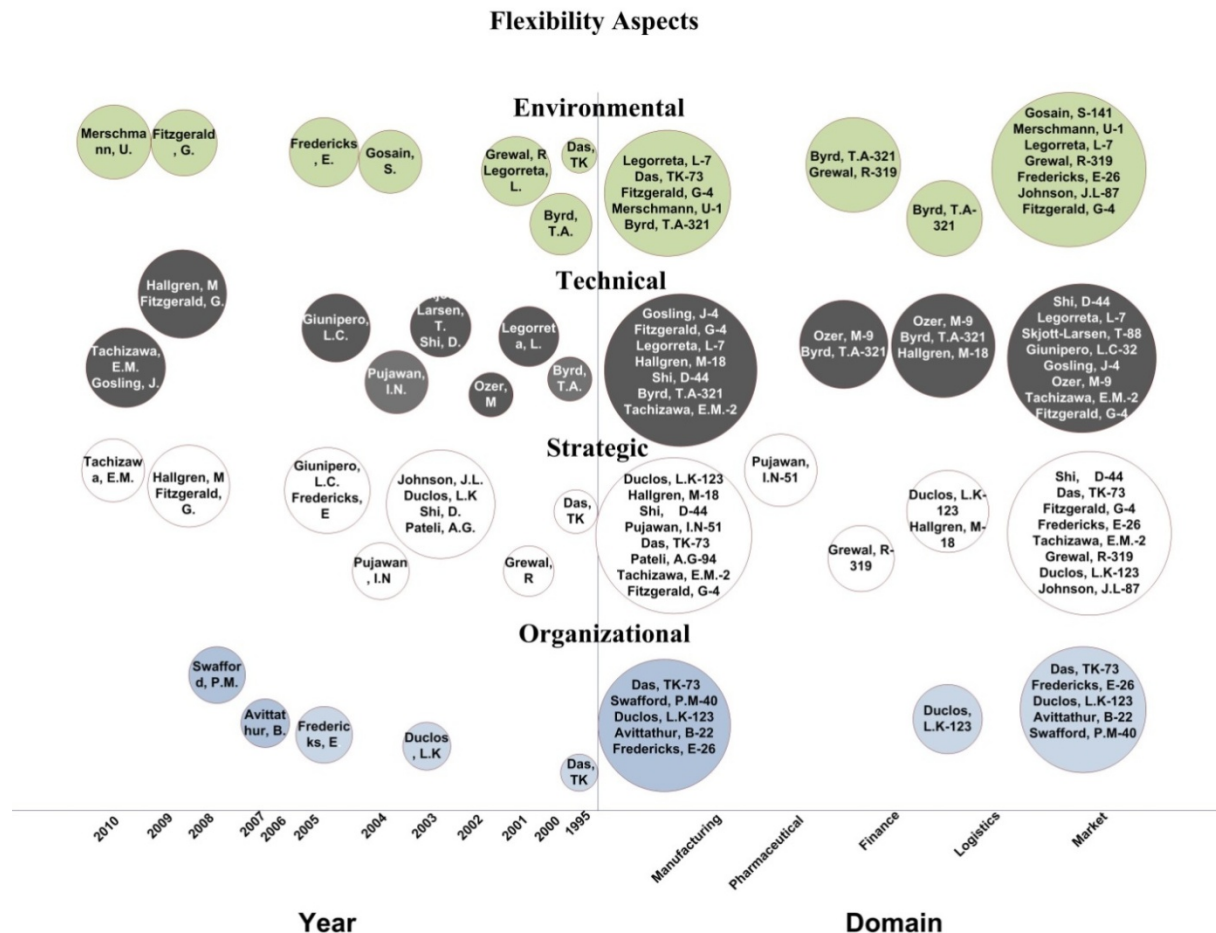 Flexibility Aspects
Environmental
Merschma
nn, U.
Fitzgerald
, G.
Fredericks
, E.
Gosain,
S.
Grewal, R
Legorreta,
L.
Das,
TK
Byrd,
T.A.
Legorreta, L-7
Das, TK-73
Fitzgerald, G-4
Merschmann, U-1
Byrd, T.A-321
Byrd, T.A-321
Grewal, R-319
Byrd, T.A-
321
Gosain, S-141
Merschmann, U-1
Legorreta, L-7
Grewal, R-319
Fredericks, E-26
Johnson, J.L-87
Fitzgerald, G-4
Technical
Hallgren, M
Fitzgerald, G.
Tachizawa,
E.M.
Gosling, J.
Giunipero,
L.C.
Pujawan,
I.N.
Larsen,
T.
Shi, D.
Ozer,
M
Legorret
a, L.
Byrd, T.A.
Gosling, J-4
Fitzgerald, G-4
Legorreta, L-7
Hallgren, M-18
Shi, D-44
Byrd, T.A-321
Tachizawa, E.M.-2
Ozer, M-9
Byrd, T.A-321
Ozer, M-9
Byrd, T.A-321
Hallgren, M-18
Shi, D-44
Legorreta, L-7
Skjott-Larsen, T-88
Giunipero, L.C-32
Gosling, J-4
Ozer, M-9
Tachizawa, E.M.-2
Fitzgerald, G-4
Strategic
Tachizaw
a, E.M.
Hallgren, M
Fitzgerald,
G.
Giunipero,
L.C.
Fredericks,
E
Pujawan
, I.N
Johnson, J.L.
Duclos, L.K
Shi, D.
Pateli, A.G.
Grewal,
R
Das,
TK
Duclos, L.K-123
Hallgren, M-18
Shi, D-44
Pujawan, I.N-51
Das, TK-73
Pateli, A.G-94
Tachizawa, E.M.-2
Fitzgerald, G-4
Pujawan,
I.N-51
Grewal, R-
319
Duclos, L.K-
123
Hallgren, M-
18
Shi, D-44
Das, TK-73
Fitzgerald, G-4
Fredericks, E-26
Tachizawa, E.M.-2
Grewal, R-319
Duclos, L.K-123
Johnson, J.L-87
Organizational
Swaffor
d, P.M.
Avittat
hur, B.
Frederic
ks, E
Duclos
, L.K
Das,
TK
Das, TK-73
Swafford, P.M-40
Duclos, L.K-123
Avittathur, B-22
Fredericks, E-26
Duclos,
L.K-123
Das, TK-73
Fredericks, E-26
Duclos, L.K-123
Avittathur, B-22
Swafford, P.M-40
2010
2009
2008
2007
2006
2005
2004
2003
2002
2001
2000
1995
Manufacturing
Pharmaceutical
Finance
Logistics
Market
Year
Domain